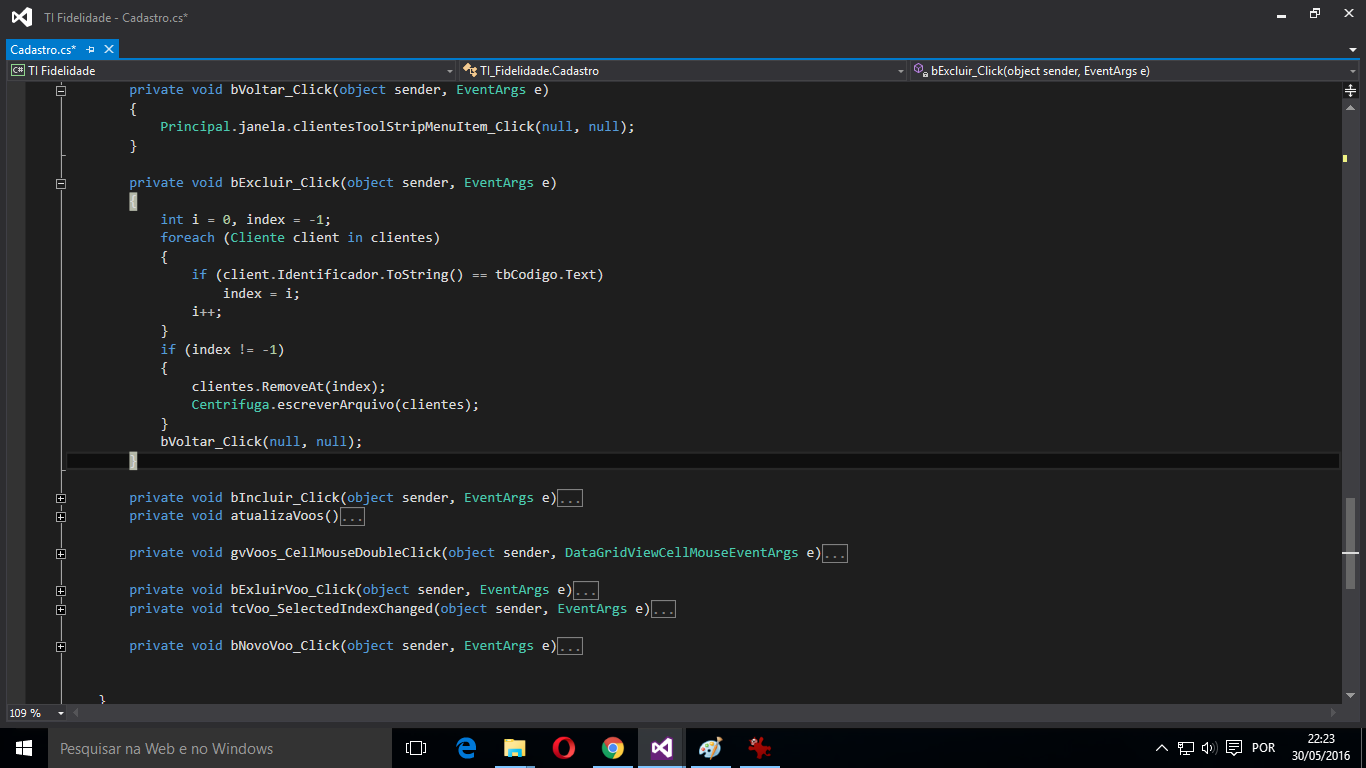 TI Fidelidade - Cadastro.cs*
Cadastro.cs*
C# TI Fidelidade
TI_Fidelidade.Cadastro
bExcluir_Click(object sender, EventArgs e)
private void bVoltar_Click(object sender, EventArgs e)
{
Principal.janela.clientesToolStripMenuItem_Click(null, null);
}
private void bExcluir_Click(object sender, EventArgs e)
{
int i = 0, index = -1;
foreach (Cliente client in clientes)
{
if (client.Identificador.ToString() == tbCodigo.Text)
index = i;
i++;
}
if (index != -1)
{
clientes.RemoveAt(index);
Centrifuga.escreverArquivo(clientes);
}
bVoltar_Click(null, null);
}
private void bIncluir_Click(object sender, EventArgs e)...
private void atualizaVoos()...
private void gvVoos_CellMouseDoubleClick(object sender, DataGridViewCellMouseEventArgs e)...
private void bExluirVoo_Click(object sender, EventArgs e)...
private void tcVoo_SelectedIndexChanged(object sender, EventArgs e)...
private void bNovoVoo_Click(object sender, EventArgs e)...
}
109 %
Pesquisar na Web e no Windows
POR
22:23
30/05/2016